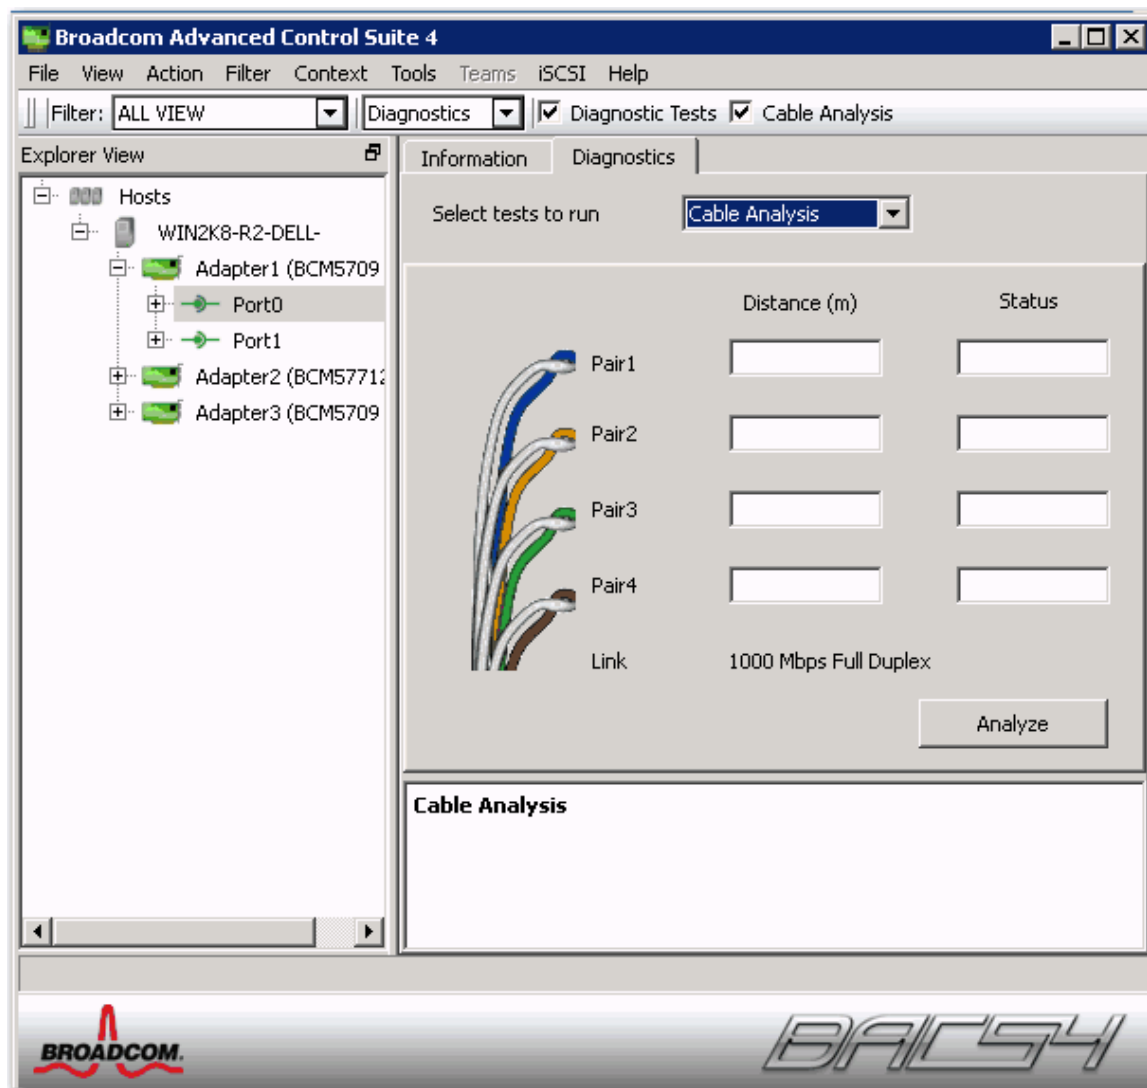 Broadcom Advanced Control Suite 4
File View Action Filter Context Tools Teams iSCSI Help
Filter: ALL VIEW Diagnostics Diagnostic Tests Cable Analysis
Explorer View
Hosts
WIN2K8-R2-DELL-
Adapter1 (BCM5709
Port0
Port1
Adapter2 (BCM57712
Adapter3 (BCM5709
Information Diagnostics
Select tests to run Cable Analysis
Distance (m) Status
Pair1
Pair2
Pair3
Pair4
Link 1000 Mbps Full Duplex
Analyze
Cable Analysis
BROADCOM.
BACS4